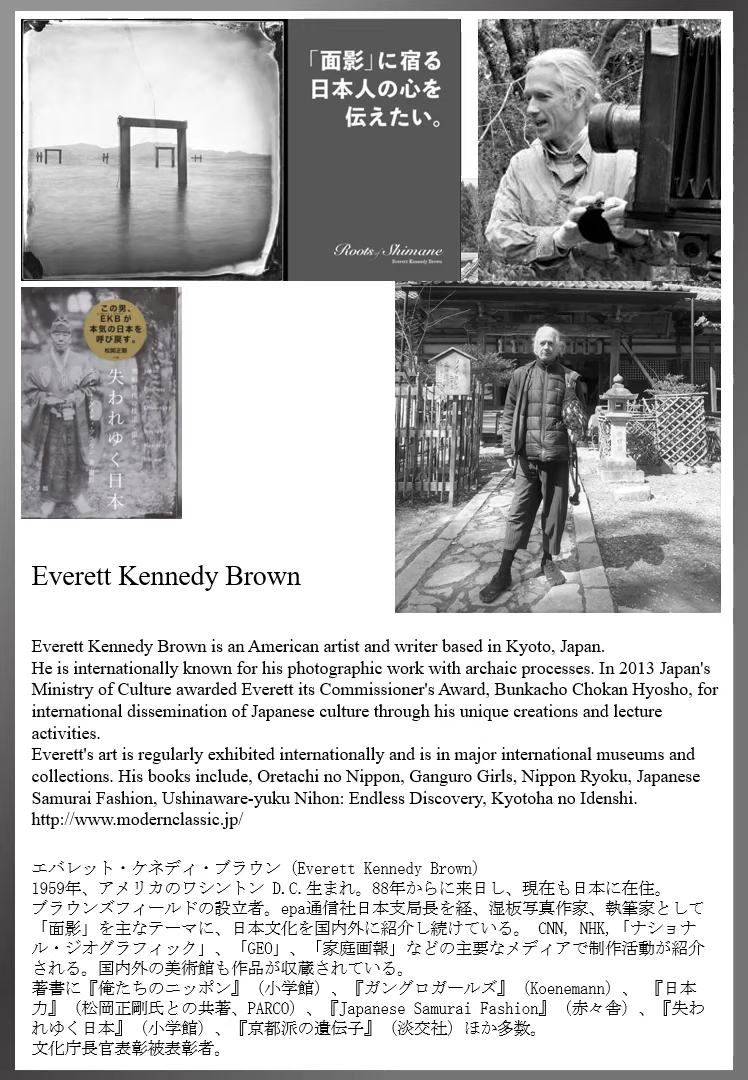 「面影」に宿る
日本人の心を
伝えたい。
Roots of Shimane
Everett Kennedy Brown
この男、
EKBが
本気の日本を
呼び戻す。
松岡正剛
失われゆく日本
Everett Kennedy Brown
Everett Kennedy Brown is an American artist and writer based in Kyoto, Japan.
He is internationally known for his photographic work with archaic processes. In 2013 Japan's
Ministry of Culture awarded Everett its Commissioner's Award, Bunkacho Chokan Hyosho, for
international dissemination of Japanese culture through his unique creations and lecture
activities.
Everett's art is regularly exhibited internationally and is in major international museums and
collections. His books include, Oretachi no Nippon, Ganguro Girls, Nippon Ryoku, Japanese
Samurai Fashion, Ushinaware-yuku Nihon: Endless Discovery, Kyotoha no Idenshi.
http://www.modernclassic.jp/
エバレット・ケネディ・ブラウン (Everett Kennedy Brown)
1959年、アメリカのワシントン D.C.生まれ。88年からに来日し、現在も日本に在住。
ブラウンズフィールドの設立者。epa通信社日本支局長を経、湿板写真作家、執筆家として
「面影」を主なテーマに、日本文化を国内外に紹介し続けている。 CNN, NHK,「ナショナ
ル・ジオグラフィック」、「GEO」、「家庭画報」などの主要なメディアで制作活動が紹介
される。国内外の美術館も作品が収蔵されている。
著書に『俺たちのニッポン』（小学館）、『ガングロガールズ』（Koenemann）、 『日本
力』（松岡正剛氏との共著、PARCO）、『Japanese Samurai Fashion』（赤々舎）、『失わ
れゆく日本』（小学館）、『京都派の遺伝子』（淡交社）ほか多数。
文化庁長官表彰被表彰者。